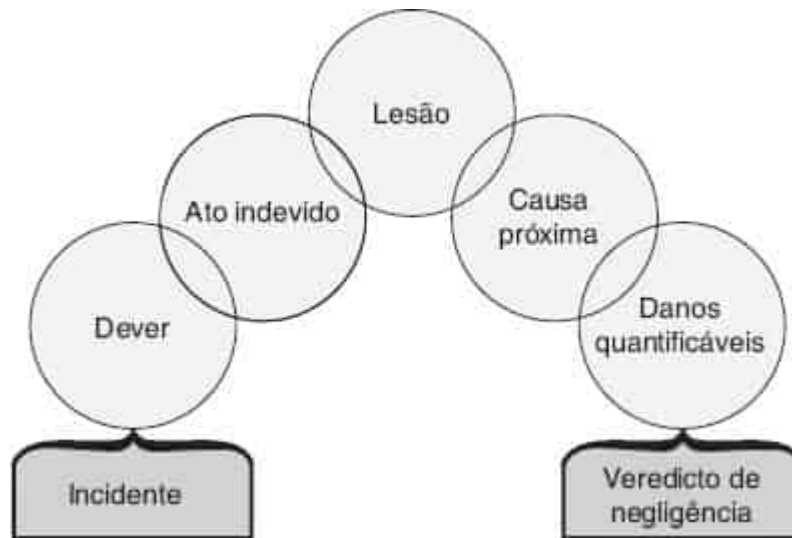 Lesão
Ato indevido
Causa
próxima
Dever
Danos
quantificáveis
Incidente
Veredicto de
negligência